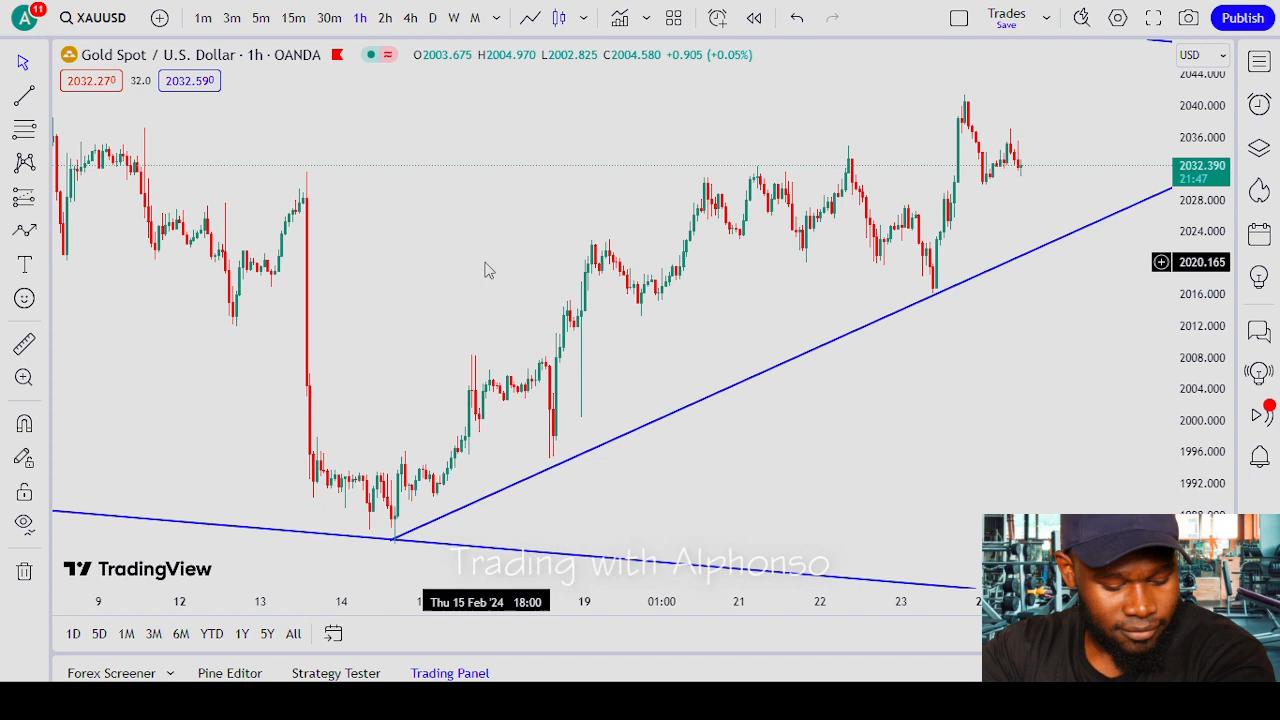 A 11 XAUUSD 1m 3m 5m 15m 30m 1h 2h 4h D W M Trades Save Publish
Gold Spot / U.S. Dollar · 1h · OANDA O2003.675 H2004.970 L2002.825 C2004.580 +0.905 (+0.05%) USD
2032.270 32.0 2032.590
2044.000
2040.000
2036.000
2032.390
21:47
2028.000
2024.000
2020.165
2016.000
2012.000
2008.000
2004.000
2000.000
1996.000
1992.000
1988.000
Trading with Alphonso
TradingView
9 12 13 14 1 Thu 15 Feb '24 18:00 19 01:00 21 22 23 2
1D 5D 1M 3M 6M YTD 1Y 5Y All
Forex Screener Pine Editor Strategy Tester Trading Panel